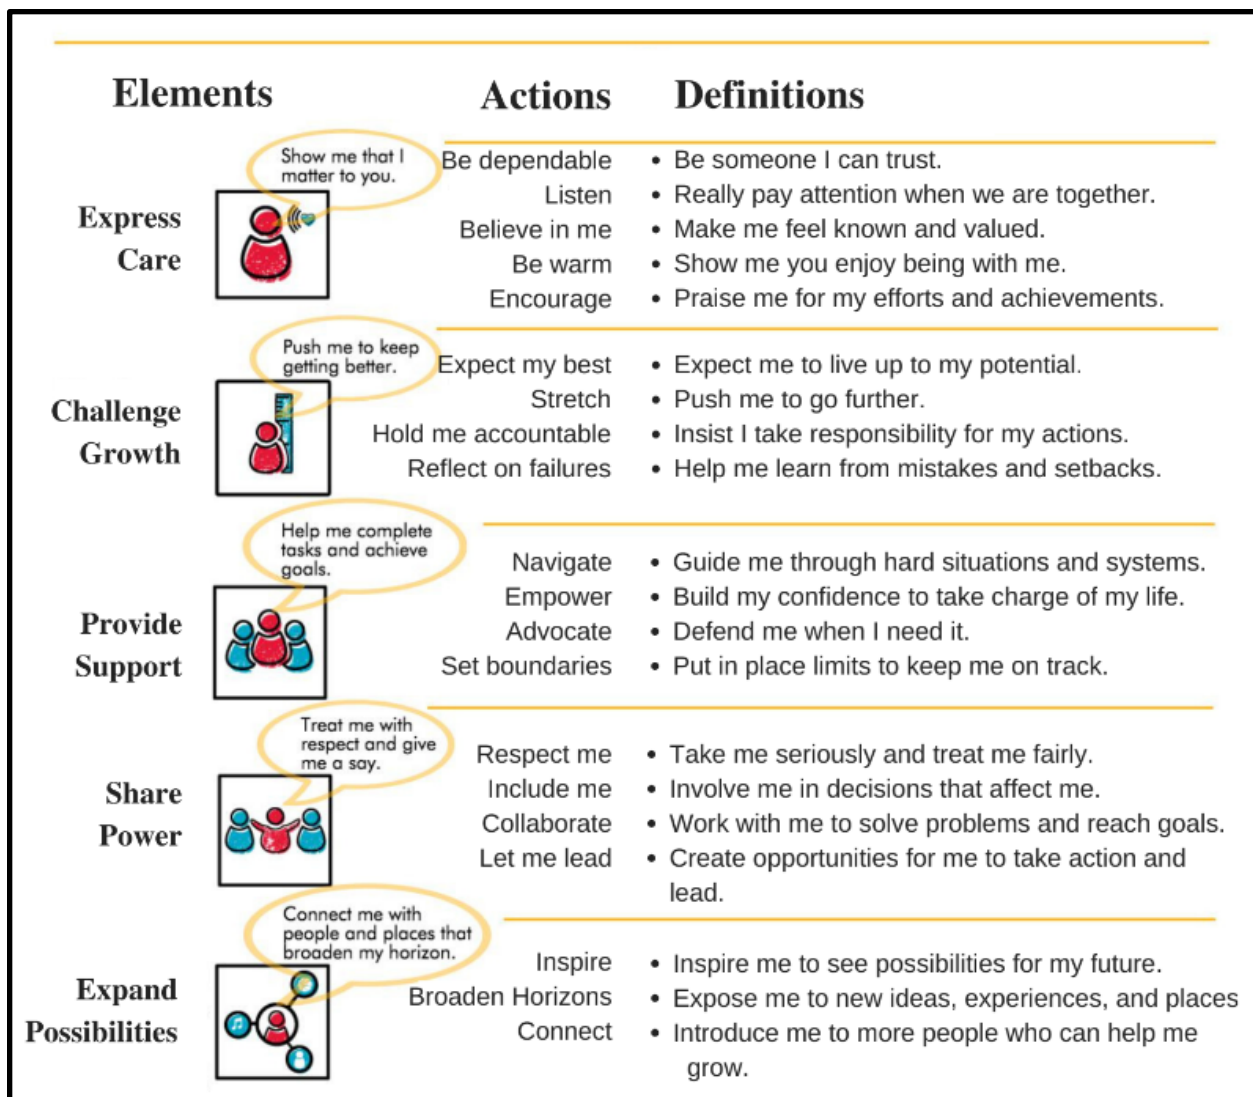 Elements Actions Definitions
Show me that I
matter to you.
Express
Care
Be dependable • Be someone I can trust.
Listen • Really pay attention when we are together.
Believe in me • Make me feel known and valued.
Be warm • Show me you enjoy being with me.
Encourage • Praise me for my efforts and achievements.
Push me to keep
getting better.
Challenge
Growth
Expect my best • Expect me to live up to my potential.
Stretch • Push me to go further.
Hold me accountable • Insist I take responsibility for my actions.
Reflect on failures • Help me learn from mistakes and setbacks.
Help me complete
tasks and achieve
goals.
Provide
Support
Navigate • Guide me through hard situations and systems.
Empower • Build my confidence to take charge of my life.
Advocate • Defend me when I need it.
Set boundaries • Put in place limits to keep me on track.
Treat me with
respect and give
me a say.
Share
Power
Respect me • Take me seriously and treat me fairly.
Include me • Involve me in decisions that affect me.
Collaborate • Work with me to solve problems and reach goals.
Let me lead • Create opportunities for me to take action and
lead.
Connect me with
people and places that
broaden my horizon.
Expand
Possibilities
Inspire • Inspire me to see possibilities for my future.
Broaden Horizons • Expose me to new ideas, experiences, and places
Connect • Introduce me to more people who can help me
grow.